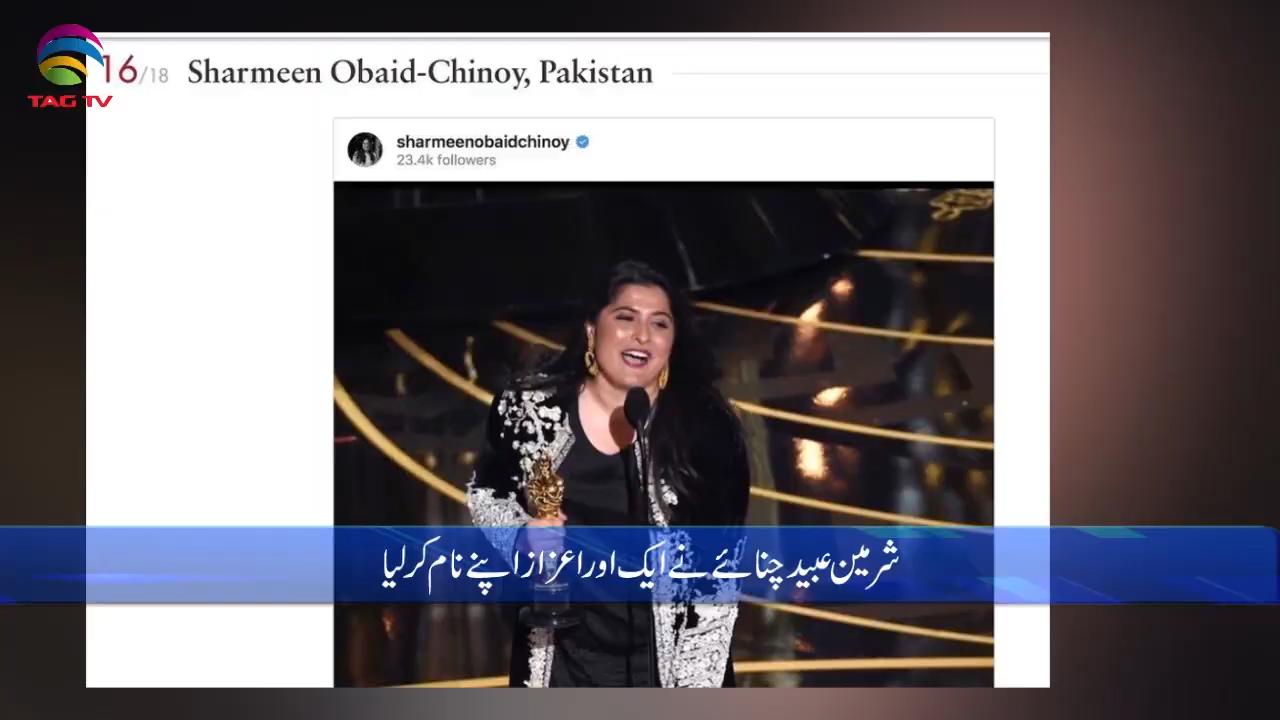 TAG TV
16/18 Sharmeen Obaid-Chinoy, Pakistan
sharmeenobaidchinoy
23.4k followers
شرمین عبید چنائے نے ایک اور اعزاز اپنے نام کرلیا